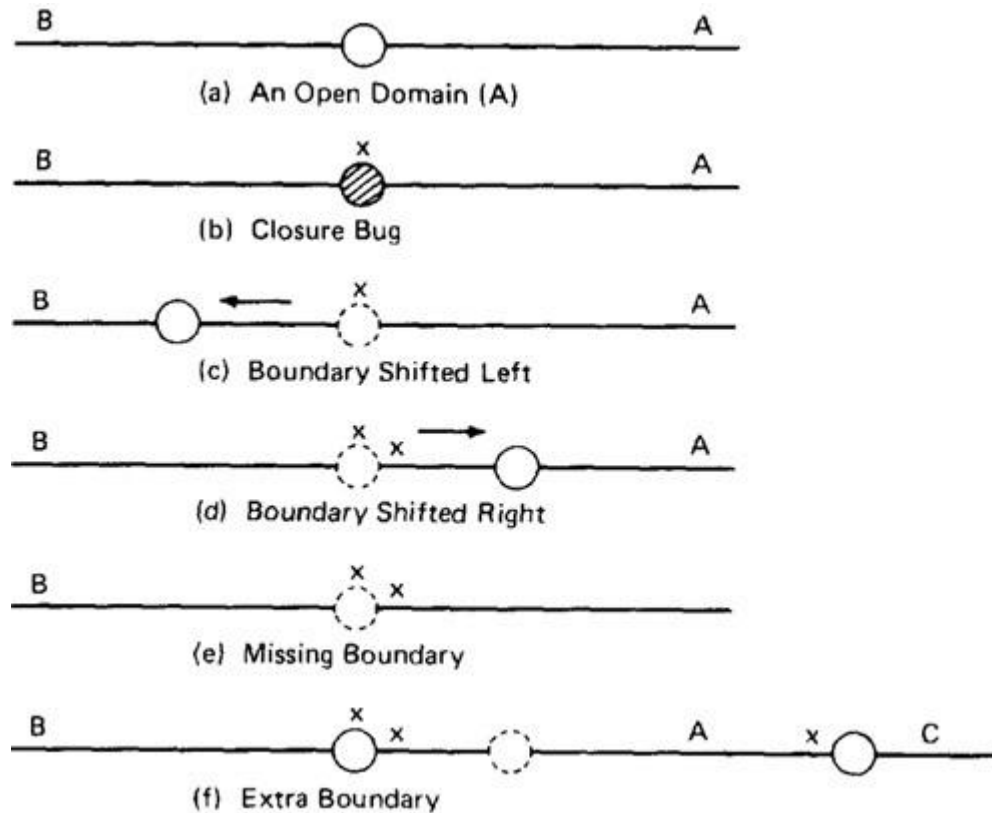 B A
(a) An Open Domain (A)
x
B A
(b) Closure Bug
x
B A
(c) Boundary Shifted Left
x x
B A
(d) Boundary Shifted Right
x x
B
(e) Missing Boundary
x x x
B A C
(f) Extra Boundary